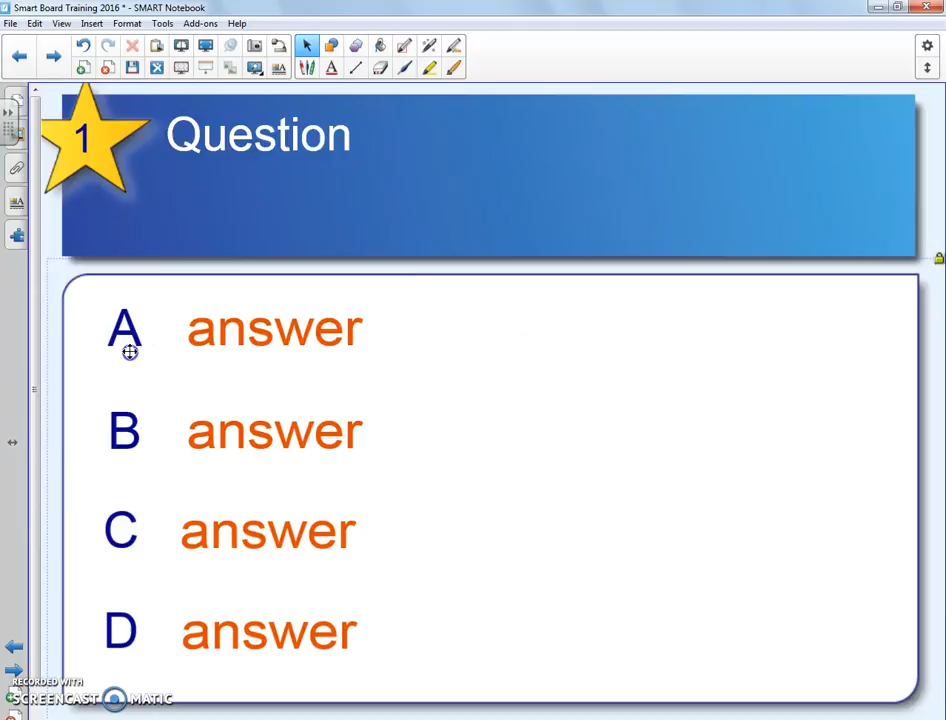 Smart Board Training 2016 * - SMART Notebook
File Edit View Insert Format Tools Add-ons Help
1 Question
A answer
B answer
C answer
D answer
RECORDED WITH
SCREENCAST MATIC